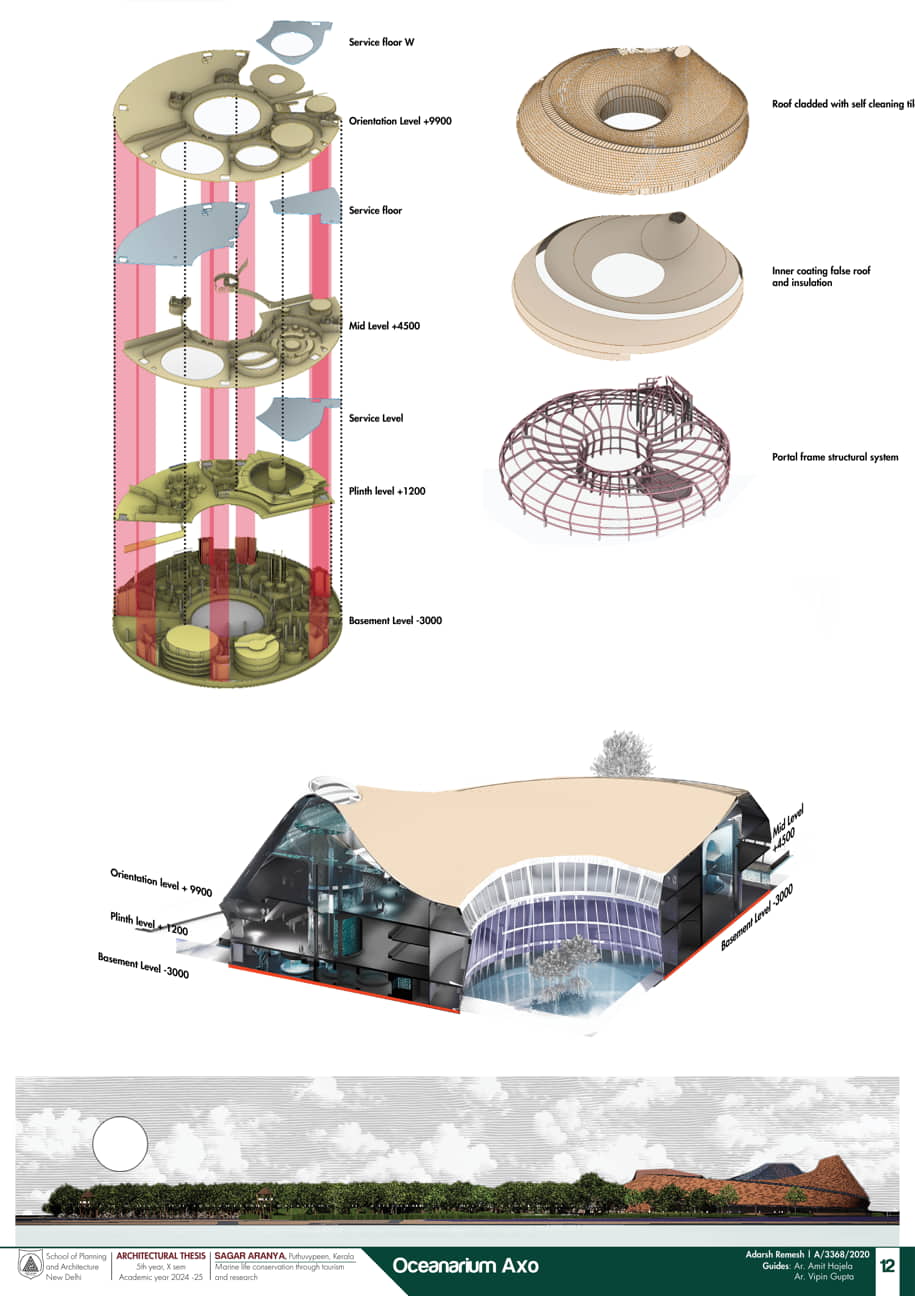 Service floor W
Orientation Level +9900
Service floor
Mid Level +4500
Service Level
Plinth level +1200
Basement Level -3000
Roof cladded with self cleaning til
Inner coating false roof
and insulation
Portal frame structural system
Mid Level
+4500
Orientation level + 9900
Plinth level + 1200
Basement Level -3000
Basement Level -3000
School of Planning
and Architecture
New Delhi
ARCHITECTURAL THESIS
5th year, X sem
Academic year 2024 -25
SAGAR ARANYA, Puthuvypeen, Kerala
Marine life conservation through tourism
and research
Oceanarium Axo
Adarsh Remesh | A/3368/2020
Guides: Ar. Amit Hajela
Ar. Vipin Gupta
12